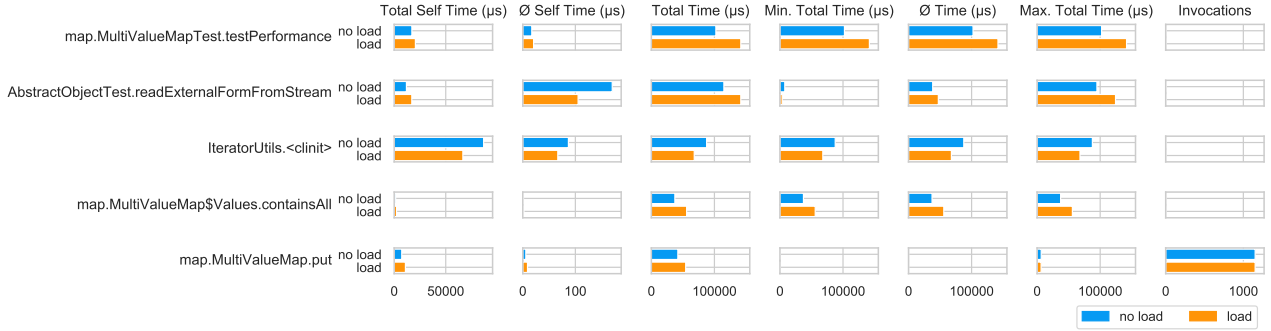 Total Self Time (µs) Ø Self Time (µs) Total Time (µs) Min. Total Time (µs) Ø Time (µs) Max. Total Time (µs) Invocations
map.MultiValueMapTest.testPerformance no load
load
AbstractObjectTest.readExternalFormFromStream no load
load
IteratorUtils.<clinit> no load
load
map.MultiValueMap$Values.containsAll no load
load
map.MultiValueMap.put no load
load
0 50000 0 100 0 100000 0 100000 0 100000 0 100000 0 1000
no load load